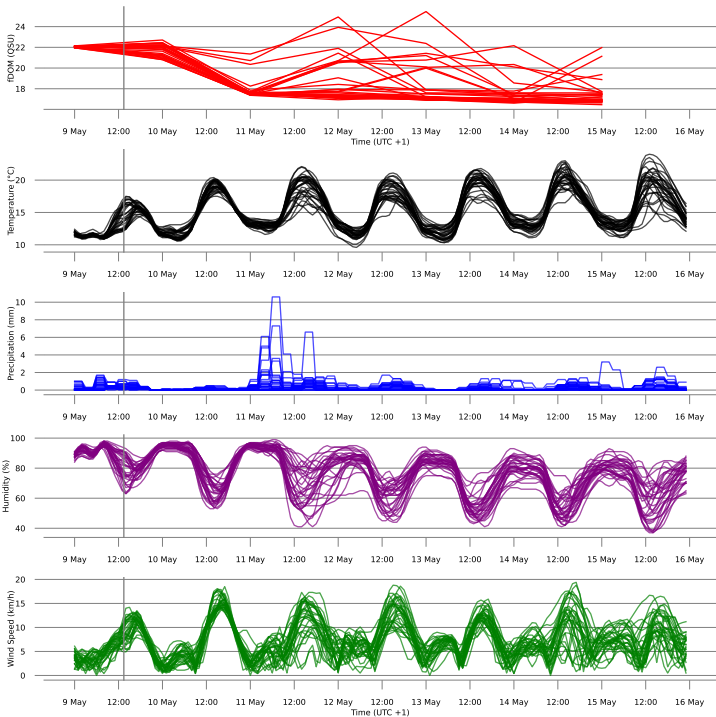 fDOM (QSU)
24
22
20
18
9 May 12:00 10 May 12:00 11 May 12:00 12 May 12:00 13 May 12:00 14 May 12:00 15 May 12:00 16 May
Time (UTC +1)
Temperature (°C)
20
15
10
9 May 12:00 10 May 12:00 11 May 12:00 12 May 12:00 13 May 12:00 14 May 12:00 15 May 12:00 16 May
Precipitation (mm)
10
8
6
4
2
0
9 May 12:00 10 May 12:00 11 May 12:00 12 May 12:00 13 May 12:00 14 May 12:00 15 May 12:00 16 May
Humidity (%)
100
80
60
40
9 May 12:00 10 May 12:00 11 May 12:00 12 May 12:00 13 May 12:00 14 May 12:00 15 May 12:00 16 May
Wind Speed (km/h)
20
15
10
5
0
9 May 12:00 10 May 12:00 11 May 12:00 12 May 12:00 13 May 12:00 14 May 12:00 15 May 12:00 16 May
Time (UTC +1)